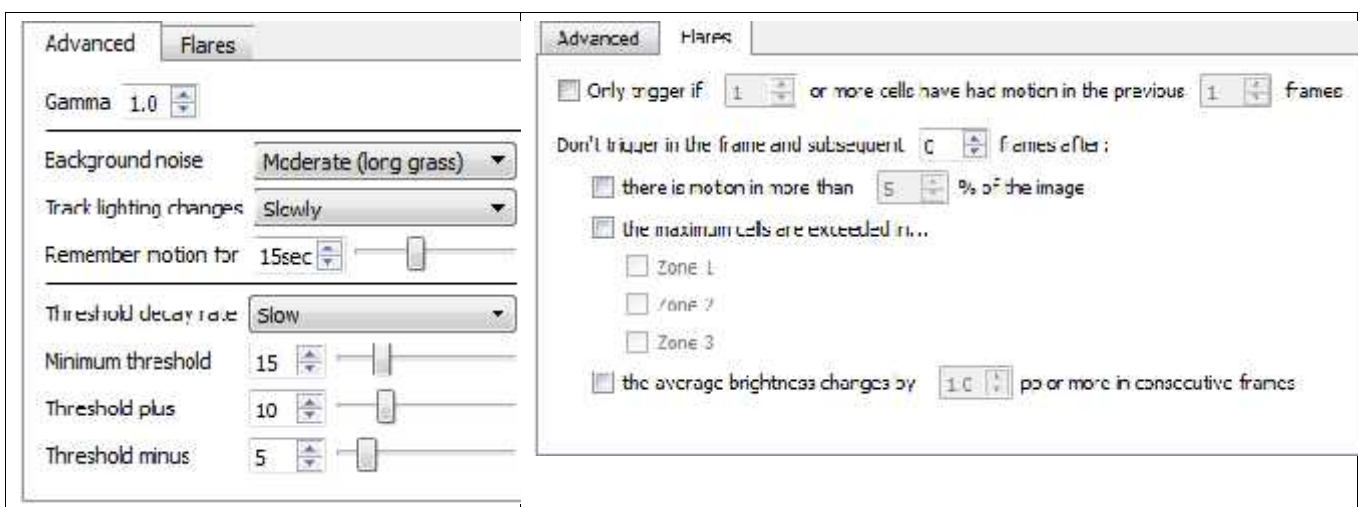 Advanced Flares
Gamma 1.0
Background noise Moderate (long grass)
Track lighting changes Slowly
Remember motion for 15sec
Threshold decay rate Slow
Minimum threshold 15
Threshold plus 10
Threshold minus 5
Advanced Flares
Only trigger if 1 or more cells have had motion in the previous 1 frames
Don't trigger in the frame and subsequent 0 frames after:
there is motion in more than 5 % of the image
the maximum cells are exceeded in...
Zone 1
Zone 2
Zone 3
the average brightness changes by 1.0 pp or more in consecutive frames